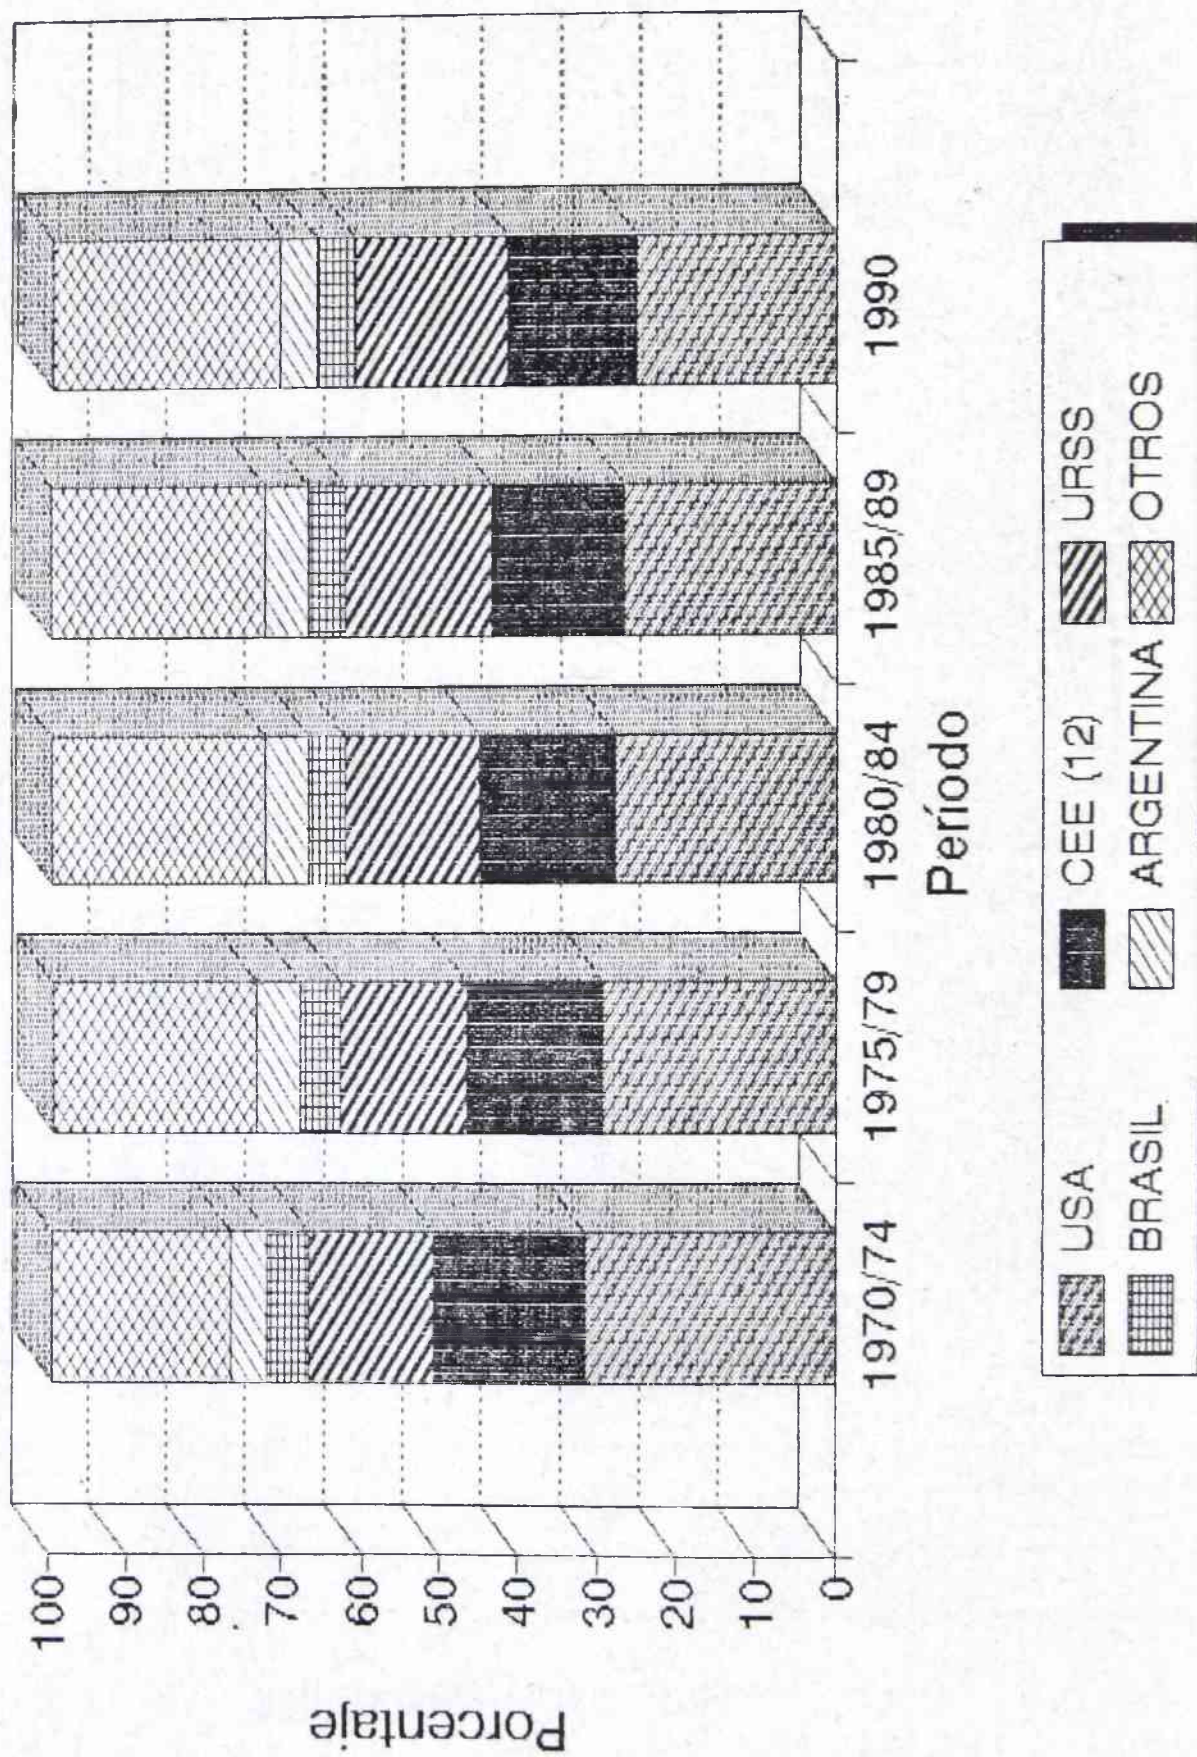 Porcentaje
100
90
80
70
60
50
40
30
20
10
0
1970/74 1975/79 1980/84 1985/89 1990
Período
USA CEE (12) URSS
BRASIL ARGENTINA OTROS